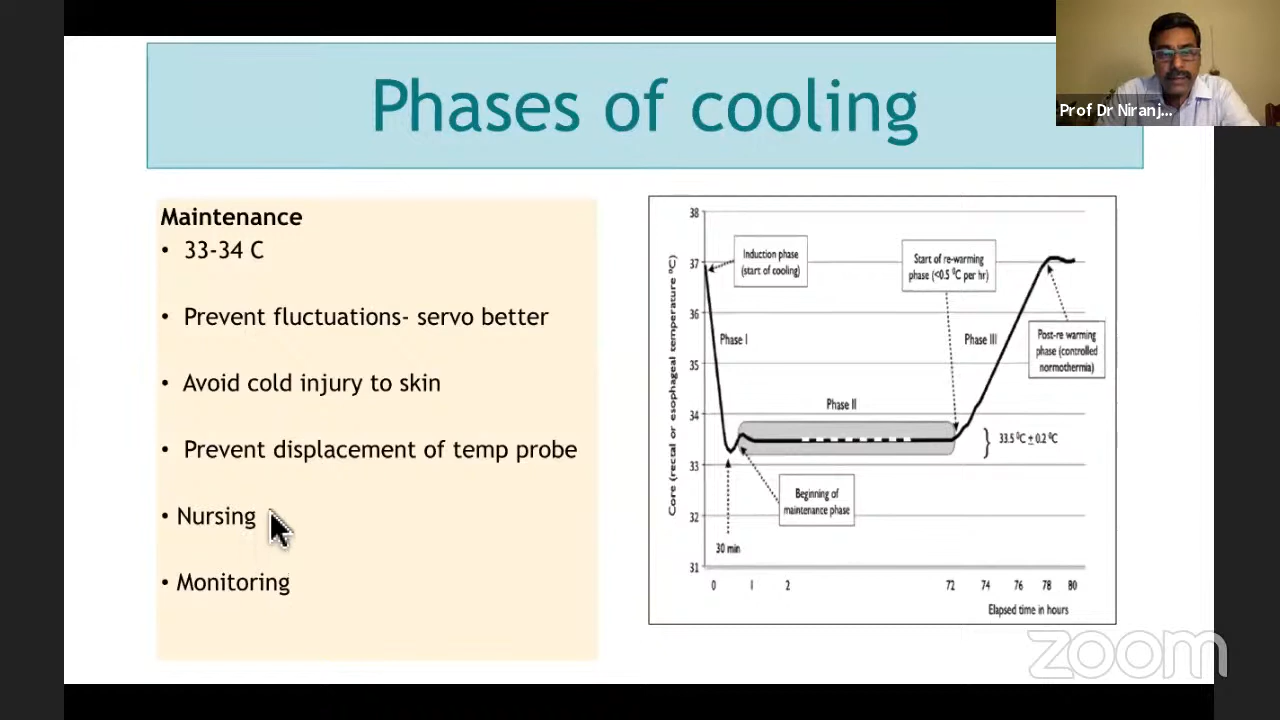 Phases of cooling
Prof Dr Niranj...
Maintenance
• 33-34 C
• Prevent fluctuations- servo better
• Avoid cold injury to skin
• Prevent displacement of temp probe
• Nursing
• Monitoring
Core (rectal or esophageal temperature °C)
38
37
36
35
34
33
32
31
Induction phase
(start of cooling)
Phase I
Phase II
Start of re-warming
phase (<0.5 °C per hr)
Phase III
Post-re warming
phase (controlled
normothermia)
33.5 °C ± 0.2 °C
Beginning of
maintenance phase
30 min
0 1 2 72 74 76 78 80
Elapsed time in hours
zoom